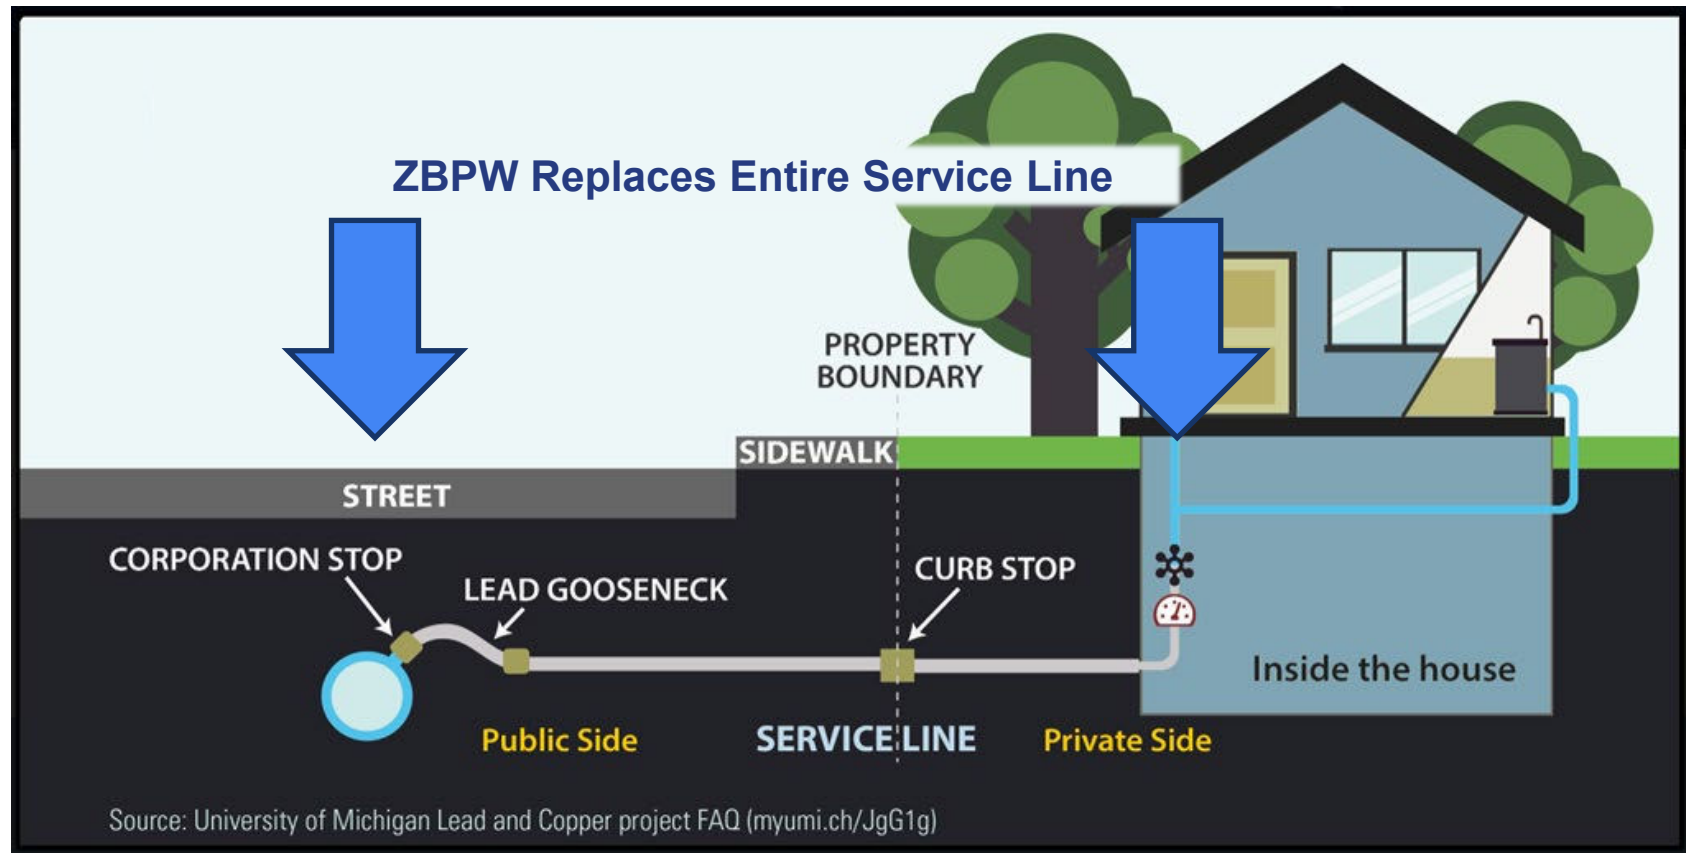 ZBPW Replaces Entire Service Line
PROPERTY
BOUNDARY
SIDEWALK
STREET
CORPORATION STOP
LEAD GOOSENECK
CURB STOP
Inside the house
Public Side
SERVICE LINE
Private Side
Source: University of Michigan Lead and Copper project FAQ (myumi.ch/JgG1g)